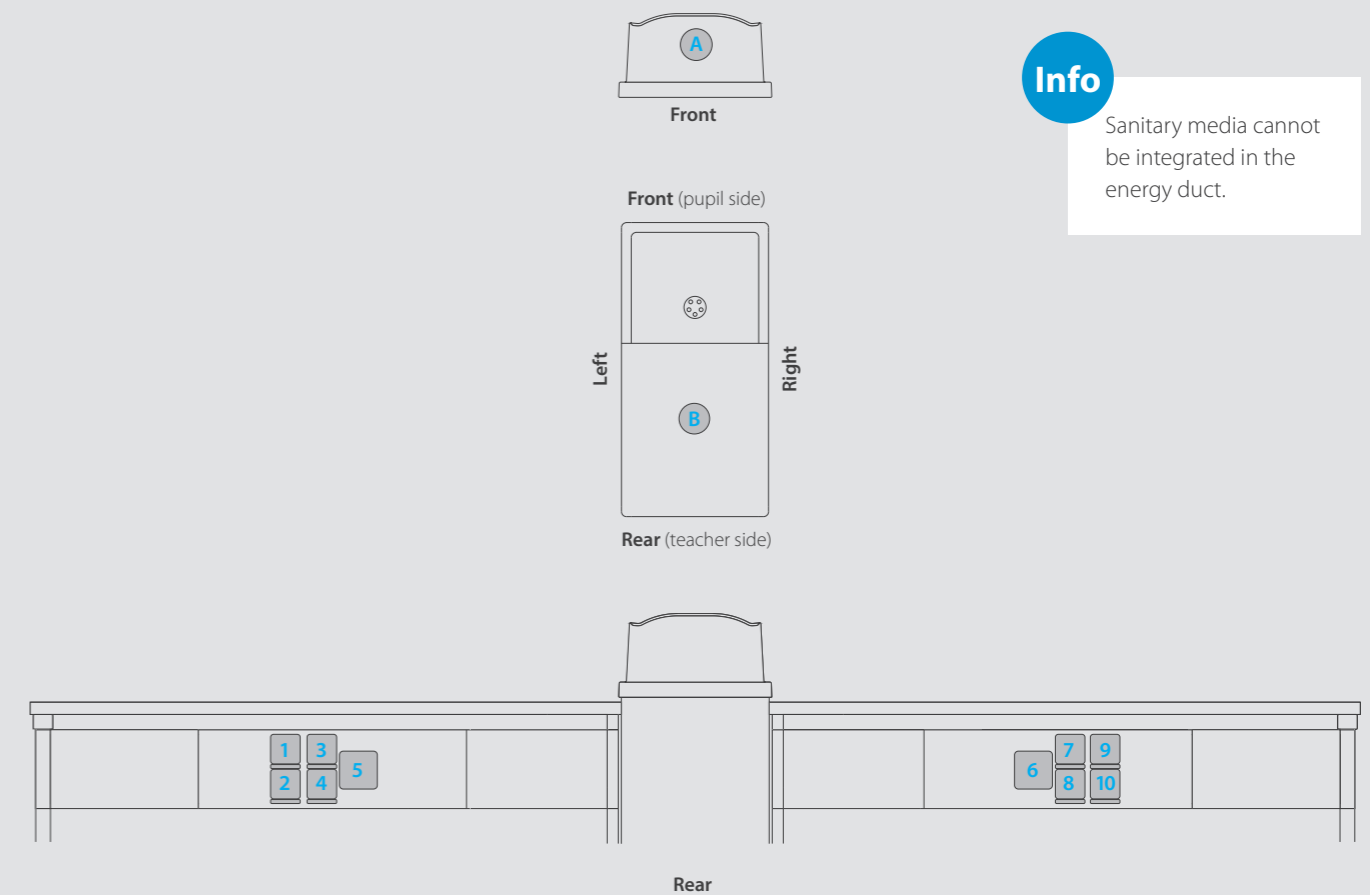 A
Front
Info
Sanitary media cannot
be integrated in the
energy duct.
Front (pupil side)
Left
Right
B
Rear (teacher side)
1 3
5
2 4
7 9
6
8 10
Rear